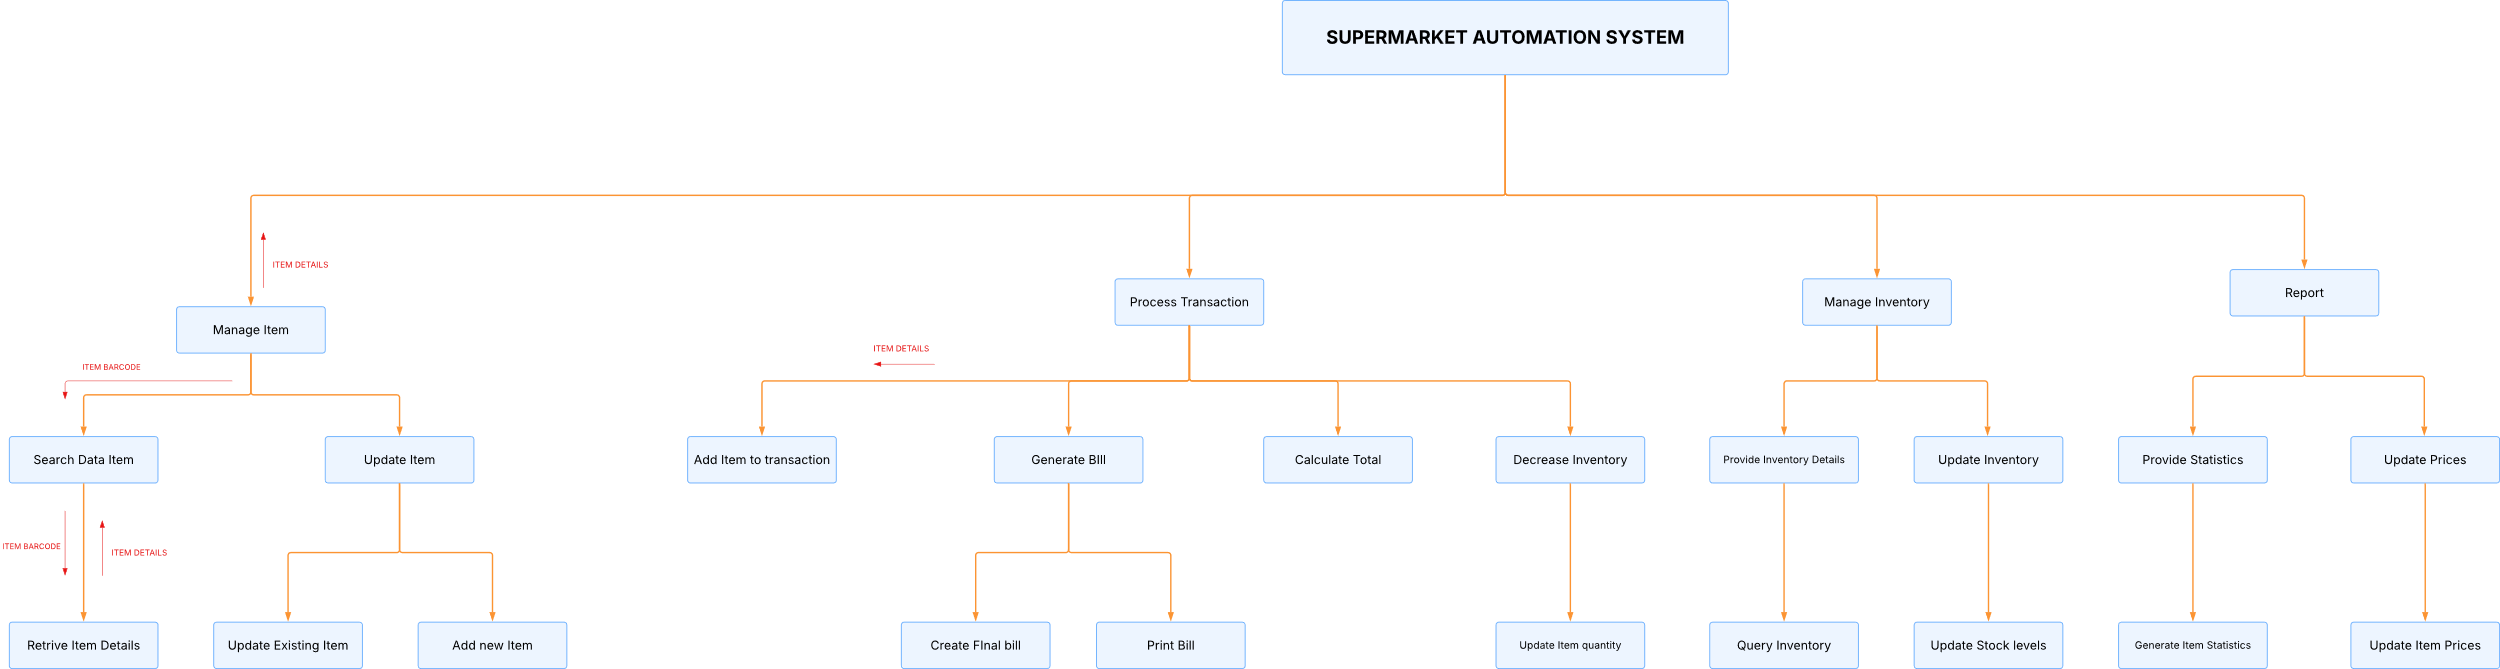 SUPERMARKET AUTOMATION SYSTEM
ITEM DETAILS
Manage Item
Process Transaction
Manage Inventory
Report
ITEM BARCODE
ITEM DETAILS
Search Data Item
Update Item
Add Item to transaction
Generate BIll
Calculate Total
Decrease Inventory
Provide Inventory Details
Update Inventory
Provide Statistics
Update Prices
ITEM BARCODE
ITEM DETAILS
Retrive Item Details
Update Existing Item
Add new Item
Create FInal bill
Print Bill
Update Item quantity
Query Inventory
Update Stock levels
Generate Item Statistics
Update Item Prices